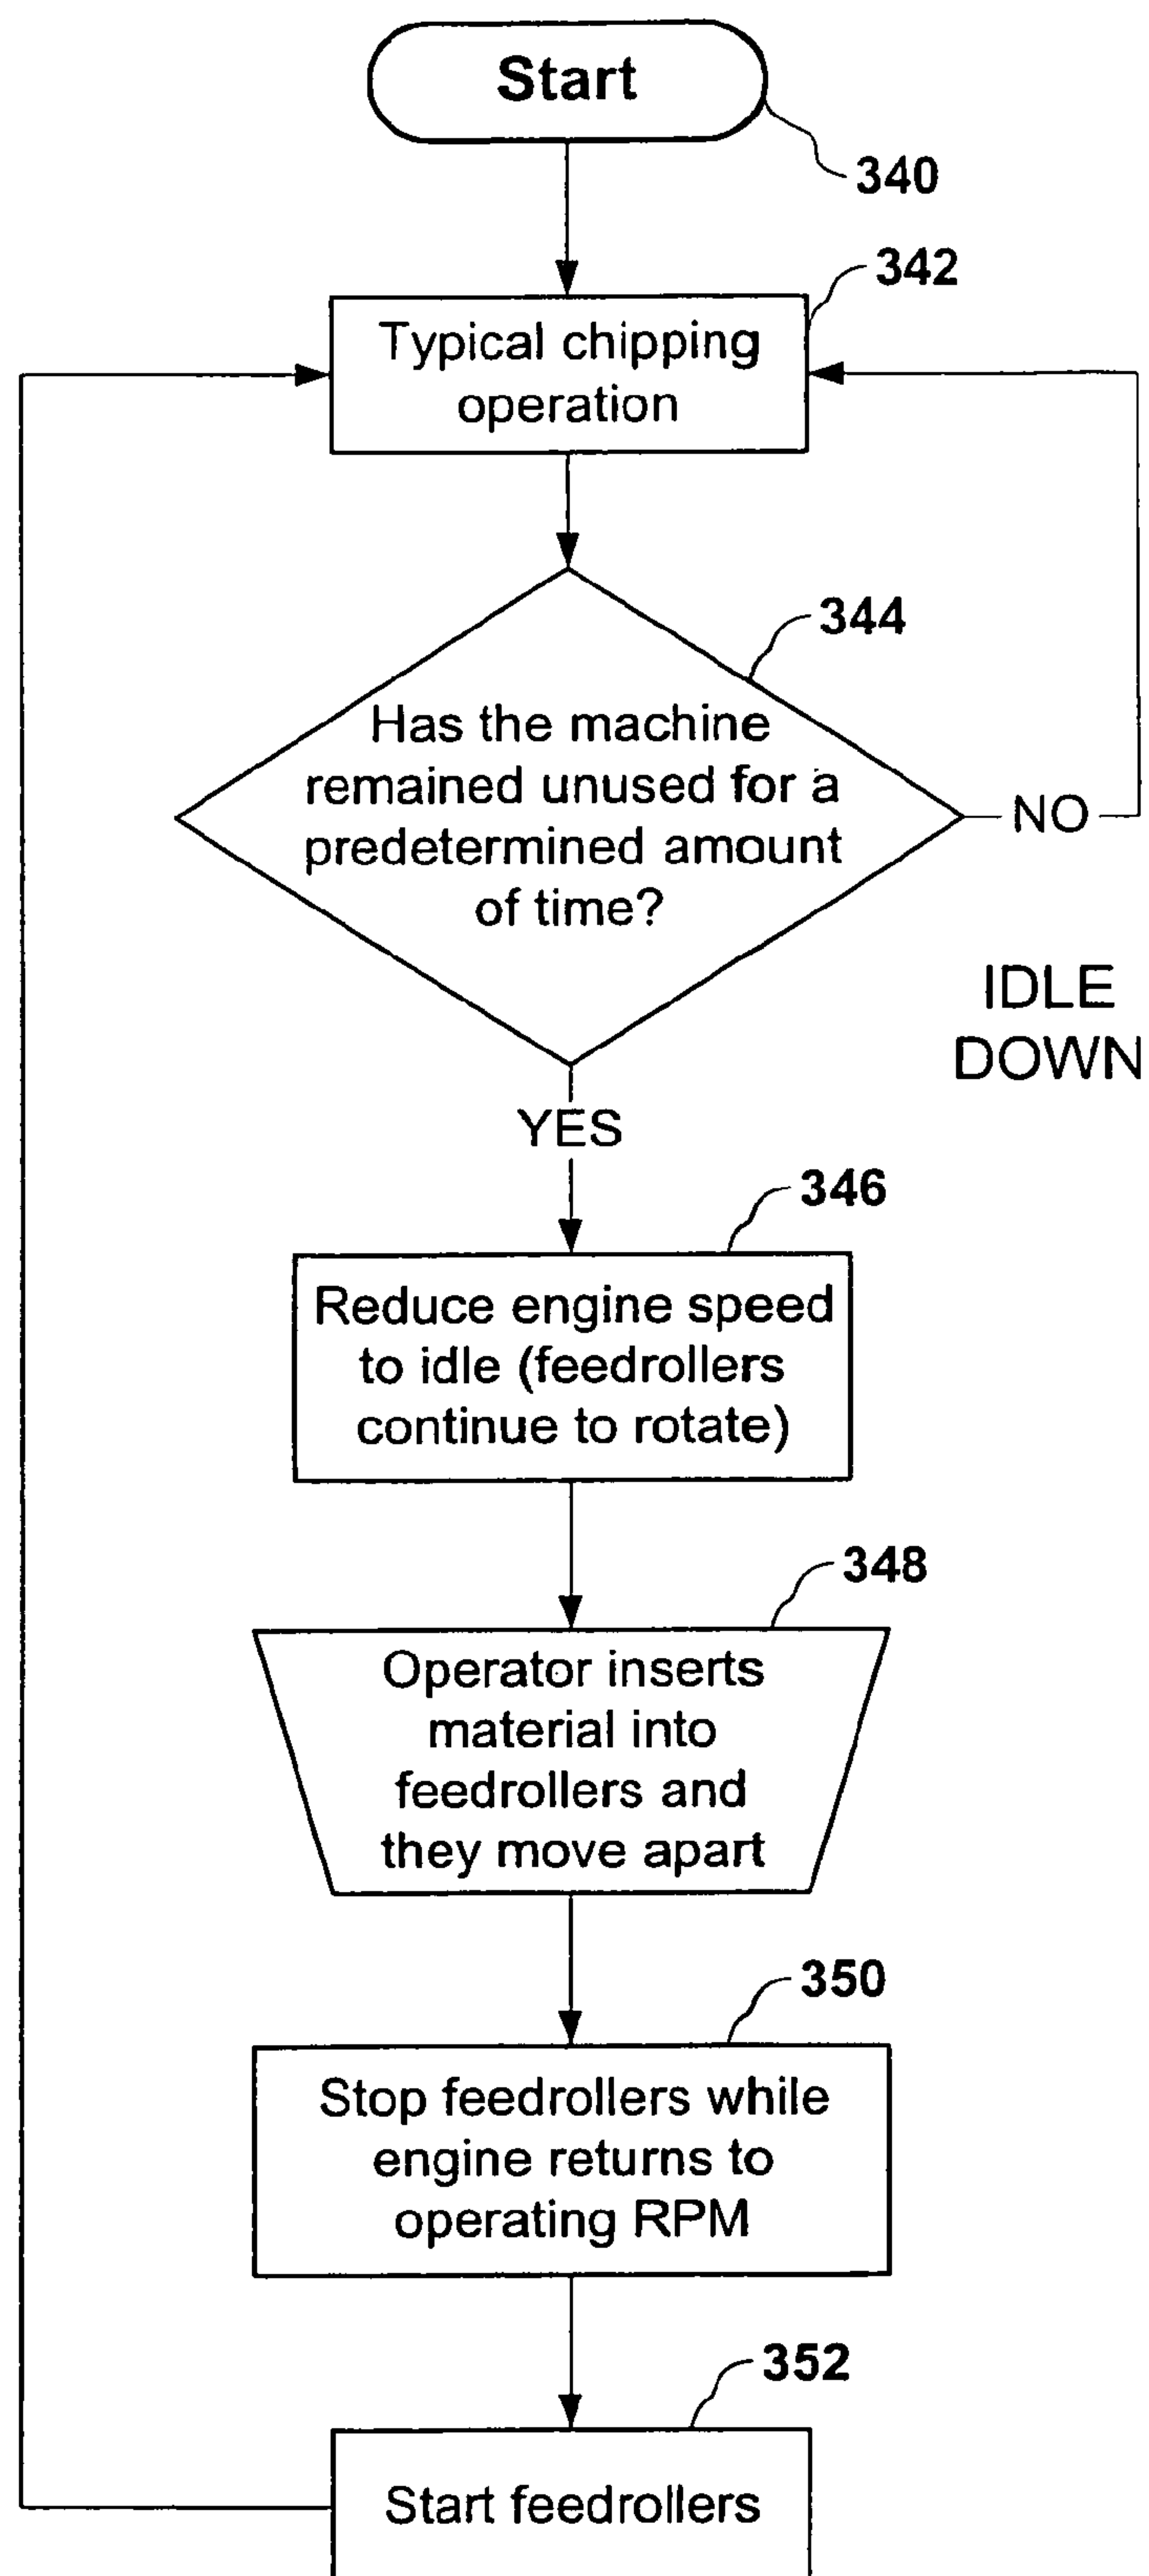 Start
340
342
Typical chipping
operation
344
Has the machine
remained unused for a
predetermined amount
of time?
NO
IDLE
DOWN
YES
346
Reduce engine speed
to idle (feedrollers
continue to rotate)
348
Operator inserts
material into
feedrollers and
they move apart
350
Stop feedrollers while
engine returns to
operating RPM
352
Start feedrollers